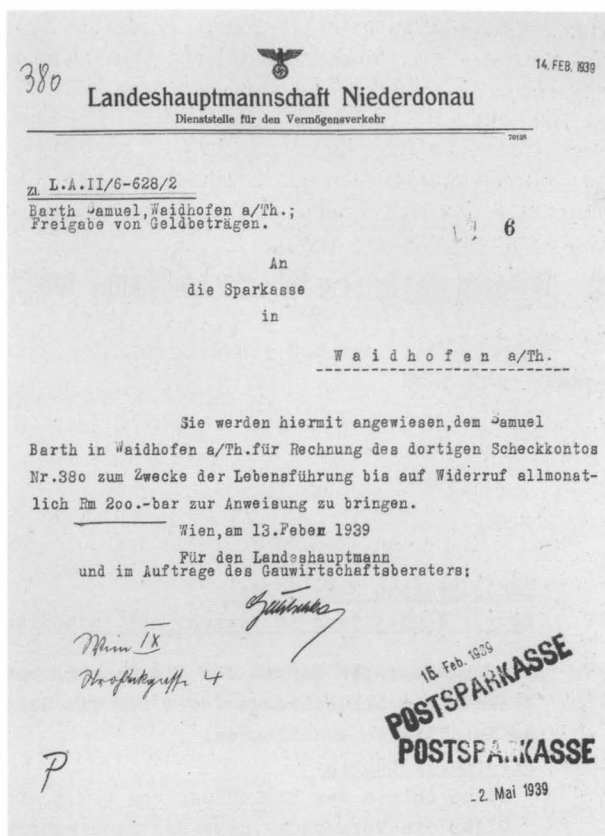 380
14. FEB. 1939
Landeshauptmannschaft Niederdonau
Dienststelle für den Vermögensverkehr
Zl. L.A.II/6-628/2
Barth Samuel,Waidhofen a/Th.;
Freigabe von Geldbeträgen.
6
An
die Sparkasse
in
Waidhofen a/Th.
Sie werden hiermit angewiesen,dem Samuel
Barth in Waidhofen a/Th.für Rechnung des dortigen Scheckkontos
Nr.380 zum Zwecke der Lebensführung bis auf Widerruf allmonat-
lich Rm 200.-bar zur Anweisung zu bringen.
Wien,am 13.Feber 1939
Für den Landeshauptmann
und im Auftrage des Gauwirtschaftsberaters:
Wien IX
4
Feb. 1939
POSTSPARKASSE
POSTSPARKASSE
P
2. Mai 1939